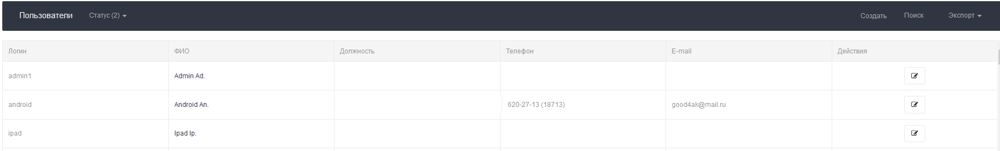 Пользователи Статус (2) Создать Поиск Экспорт
Логин ФИО Должность Телефон E-mail Действия
admin1 Admin Ad.
android Android An. 620-27-13 (18713) good4ak@mail.ru
ipad Ipad Ip.